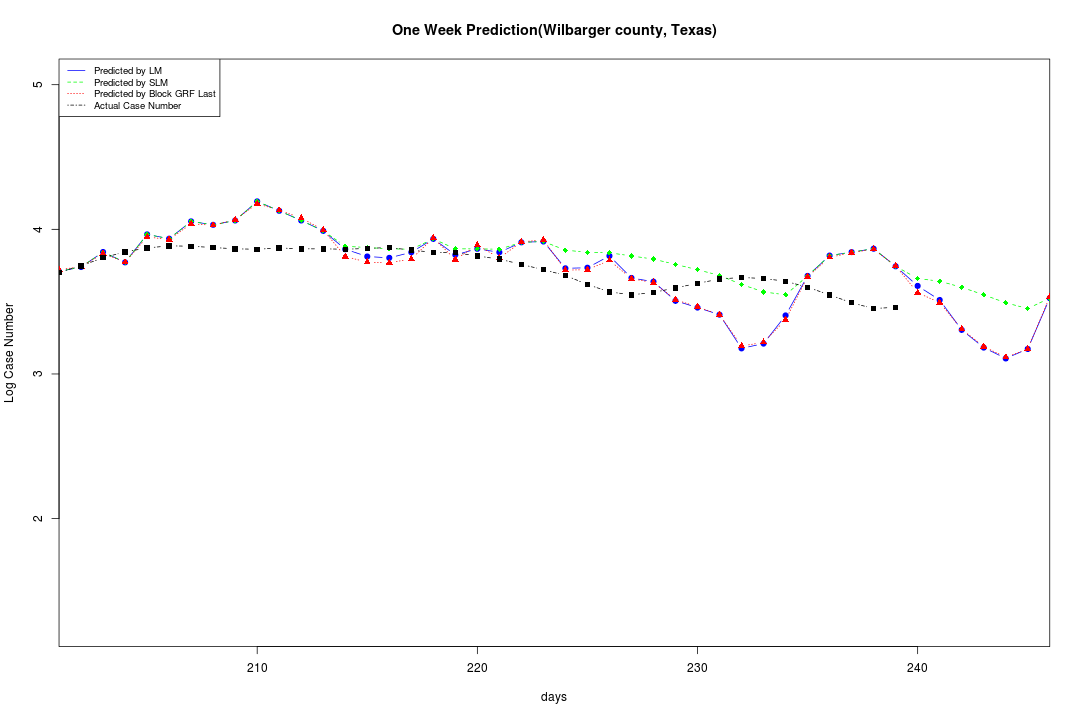 One Week Prediction(Wilbarger county, Texas)
Predicted by LM
Predicted by SLM
Predicted by Block GRF Last
Actual Case Number
5
4
3
2
Log Case Number
210 220 230 240
days